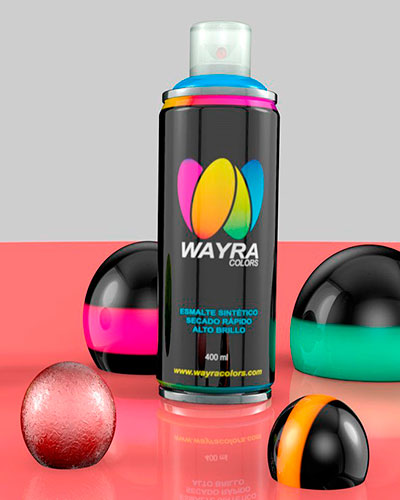 WAYRA
COLORS
ESMALTE SINTÉTICO
SECADO RÁPIDO
ALTO BRILLO
400 ml
www.wayracolors.com